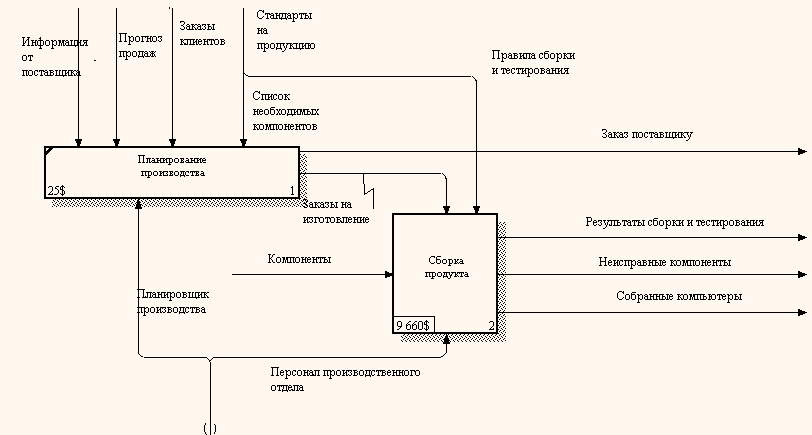 Информация
от
поставщика
Прогноз
продаж
Заказы
клиентов
Стандарты
на
продукцию
Правила сборки
и тестирования
Список
необходимых
компонентов
Заказ поставщику
Планирование
производства
25$
1
Заказы на
изготовление
Результаты сборки и тестирования
Компоненты
Сборка
продукта
Неисправные компоненты
Планировщик
производства
Собранные компьютеры
9 660$
2
Персонал производственного
отдела
( )